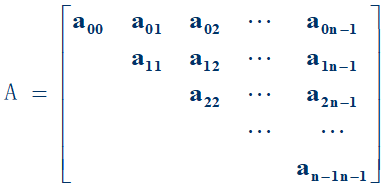 a₀₀ a₀₁ a₀₂ ⋯ a₀ₙ₋₁
a₁₁ a₁₂ ⋯ a₁ₙ₋₁
A = a₂₂ ⋯ a₂ₙ₋₁
⋯ ⋯
aₙ₋₁ₙ₋₁